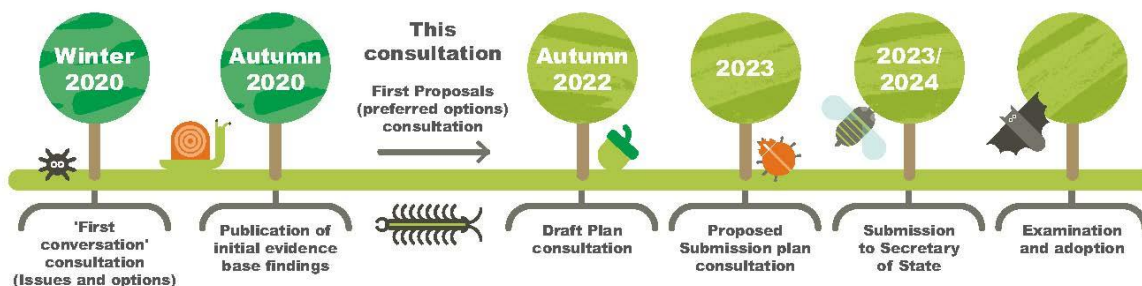 Winter
2020
Autumn
2020
This
consultation
First Proposals
(preferred options)
consultation
Autumn
2022
2023
2023/
2024
'First
conversation'
consultation
(Issues and options)
Publication of
initial evidence
base findings
Draft Plan
consultation
Proposed
Submission plan
consultation
Submission
to Secretary
of State
Examination
and adoption